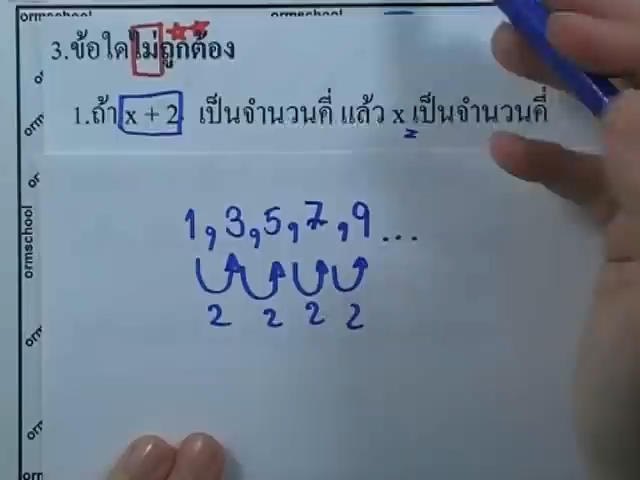 ormschool ormschool
3.ข้อใดไม่ถูกต้อง
1.ถ้า x + 2 เป็นจำนวนคี่ แล้ว x เป็นจำนวนคี่
1,3,5,7,9...
2 2 2 2
ormschool